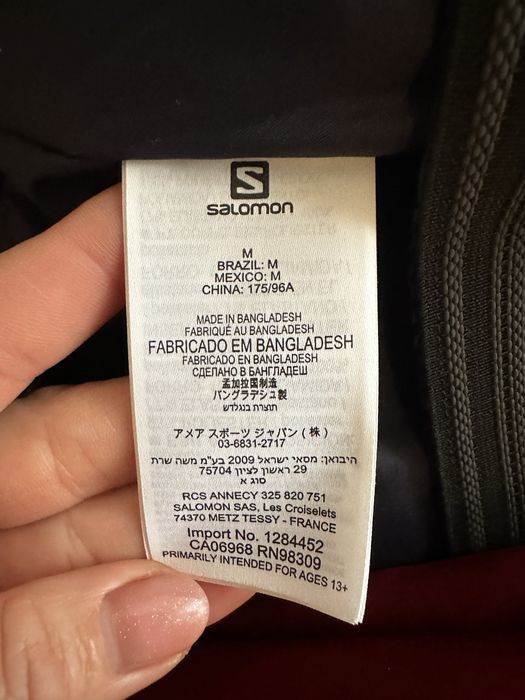 S
salomon
M
BRAZIL: M
MEXICO: M
CHINA: 175/96A
MADE IN BANGLADESH
FABRIQUÉ AU BANGLADESH
FABRICADO EM BANGLADESH
FABRICADO EN BANGLADESH
СДЕЛАНО В БАНГЛАДЕШ
孟加拉国制造
バングラデシュ製
תוצרת בנגלדש
アメア スポーツ ジャパン (株)
03-6831-2717
היבואן: מסאי ישראל 2009 בע"מ משה שרת
29 ראשון לציון 75704
סוג א
RCS ANNECY 325 820 751
SALOMON SAS, Les Croiselets
74370 METZ TESSY - FRANCE
Import No. 1284452
CA06968 RN98309
PRIMARILY INTENDED FOR AGES 13+